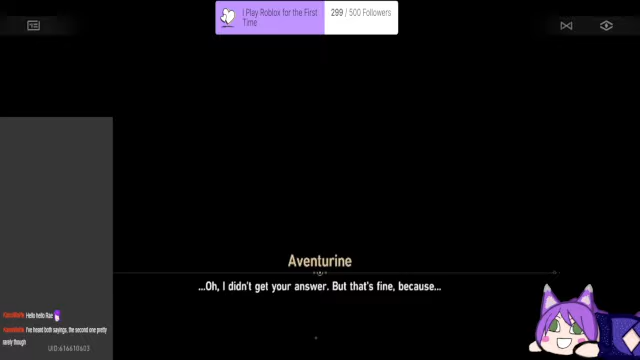 i Play Roblox for the First
Time
299 / 500 Followers
Aventurine
...Oh, I didn't get your answer. But that's fine, because...
Hello hello Rae
I've heard both sayings, the second one pretty
rarely though
UID:616610603